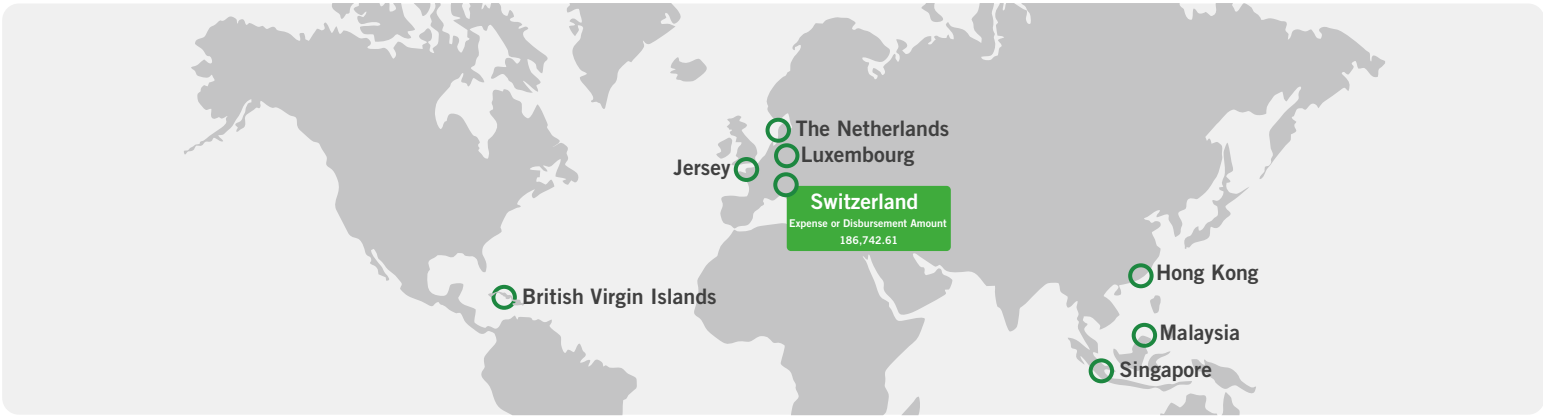 The Netherlands
Luxembourg
Jersey
Switzerland
Expense or Disbursement Amount
186,742.61
Hong Kong
British Virgin Islands
Malaysia
Singapore